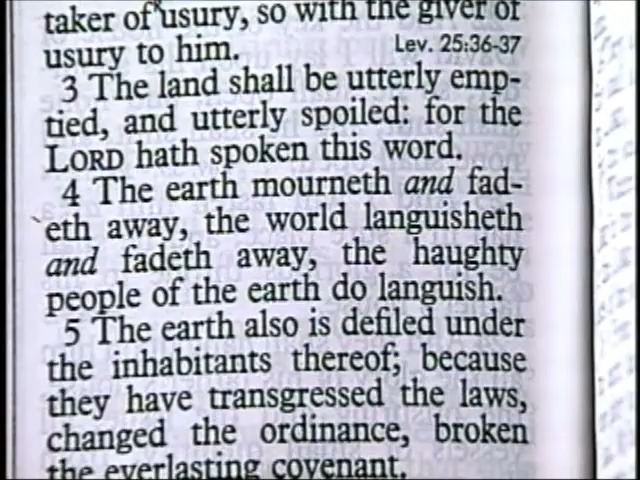 taker of usury, so with the giver of
usury to him. Lev. 25:36-37
3 The land shall be utterly emp-
tied, and utterly spoiled: for the
LORD hath spoken this word.
4 The earth mourneth and fad-
eth away, the world languisheth
and fadeth away, the haughty
people of the earth do languish.
5 The earth also is defiled under
the inhabitants thereof; because
they have transgressed the laws,
changed the ordinance, broken
the everlasting covenant.